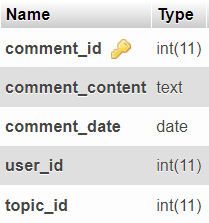 Name Type
comment_id int(11)
comment_content text
comment_date date
user_id int(11)
topic_id int(11)